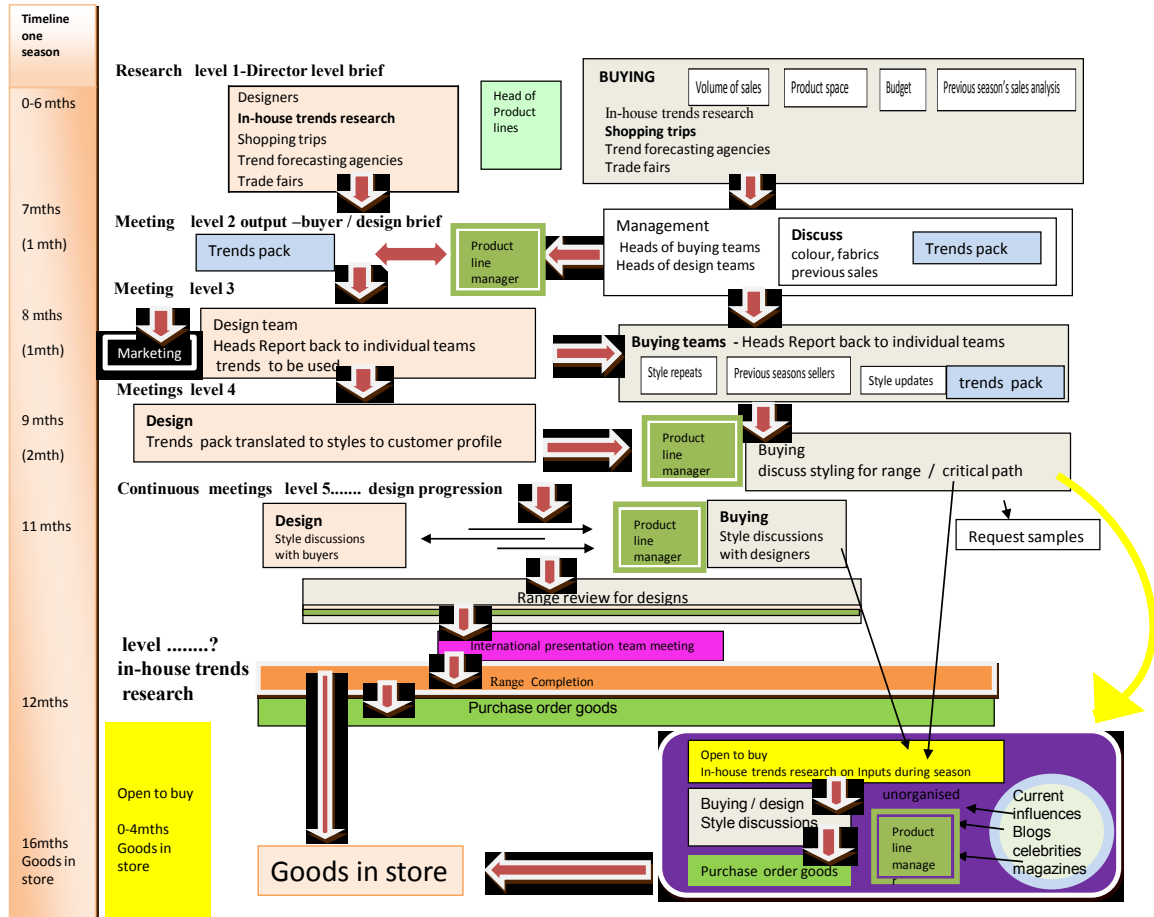 Timeline
one
season
0-6 mths
7mths
(1 mth)
8 mths
(1mth)
9 mths
(2mth)
11 mths
12mths
16mths
Goods in
store
Open to buy
0-4mths
Goods in
store
Research level 1-Director level brief
Designers
In-house trends research
Shopping trips
Trend forecasting agencies
Trade fairs
Head of
Product
lines
BUYING
Volume of sales
Product space
Budget
Previous season's sales analysis
In-house trends research
Shopping trips
Trend forecasting agencies
Trade fairs
Meeting level 2 output –buyer / design brief
Trends pack
Product
line
manager
Management
Heads of buying teams
Heads of design teams
Discuss
colour, fabrics
previous sales
Trends pack
Meeting level 3
Marketing
Design team
Heads Report back to individual teams
trends to be used
Buying teams - Heads Report back to individual teams
Style repeats
Previous seasons sellers
Style updates
trends pack
Meetings level 4
Design
Trends pack translated to styles to customer profile
Product
line
manager
Buying
discuss styling for range / critical path
Request samples
Continuous meetings level 5....... design progression
Design
Style discussions
with buyers
Product
line
manager
Buying
Style discussions
with designers
Range review for designs
level ........?
in-house trends
research
International presentation team meeting
Range Completion
Purchase order goods
Open to buy
In-house trends research on Inputs during season
unorganised
Buying / design
Style discussions
Product
line
manage
r
Current
influences
Blogs
celebrities
magazines
Purchase order goods
Goods in store